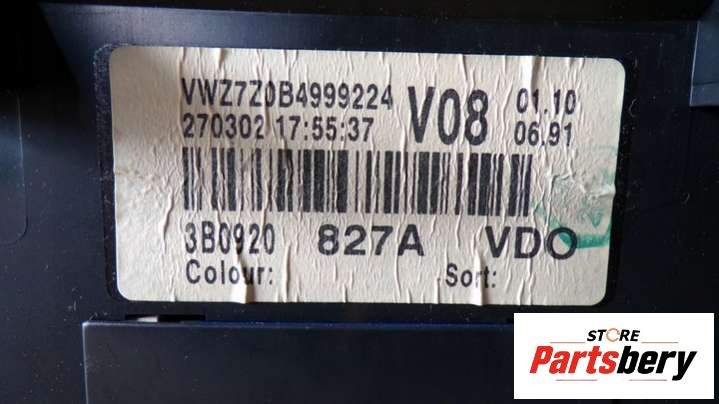 VWZ7Z0B4999224 V08 01.10
270302 17:55:37 06.91
3B0920 827A VDO
Colour: Sort:
STORE
Partsbery